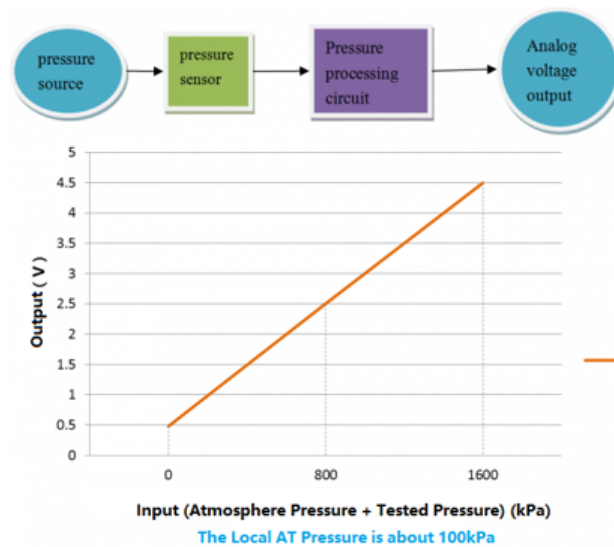 pressure
source
pressure
sensor
Pressure
processing
circuit
Analog
voltage
output
5
4.5
4
3.5
3
2.5
2
1.5
1
0.5
0
Output ( V )
0 800 1600
Input (Atmosphere Pressure + Tested Pressure) (kPa)
The Local AT Pressure is about 100kPa